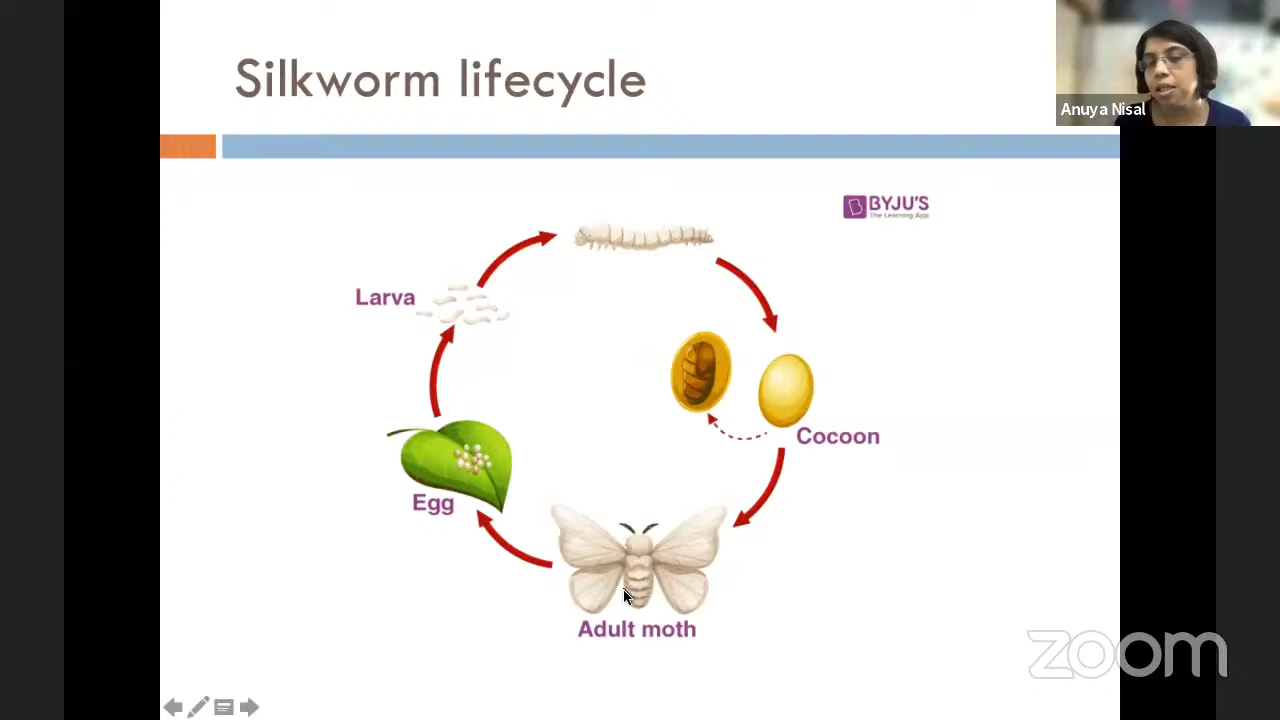 Silkworm lifecycle
Anuya Nisal
BYJU'S
The Learning App
Larva
Cocoon
Egg
Adult moth
zoom